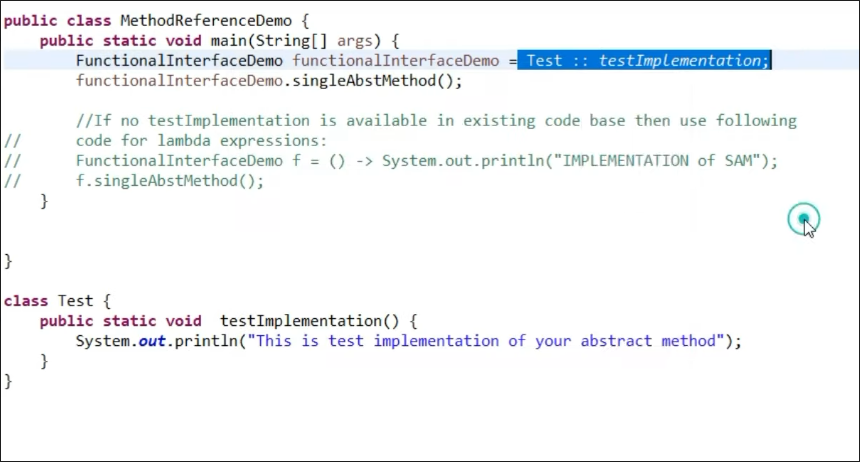 public class MethodReferenceDemo {
public static void main(String[] args) {
FunctionalInterfaceDemo functionalInterfaceDemo = Test :: testImplementation;
functionalInterfaceDemo.singleAbstMethod();
//If no testImplementation is available in existing code base then use following
// code for lambda expressions:
// FunctionalInterfaceDemo f = () -> System.out.println("IMPLEMENTATION of SAM");
// f.singleAbstMethod();
}
}
class Test {
public static void  testImplementation() {
System.out.println("This is test implementation of your abstract method");
}
}